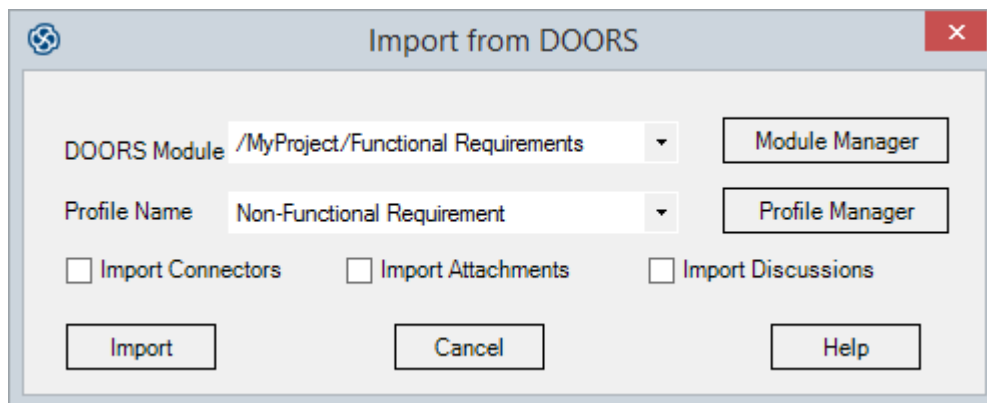 Import from DOORS
DOORS Module /MyProject/Functional Requirements Module Manager
Profile Name Non-Functional Requirement Profile Manager
Import Connectors Import Attachments Import Discussions
Import Cancel Help